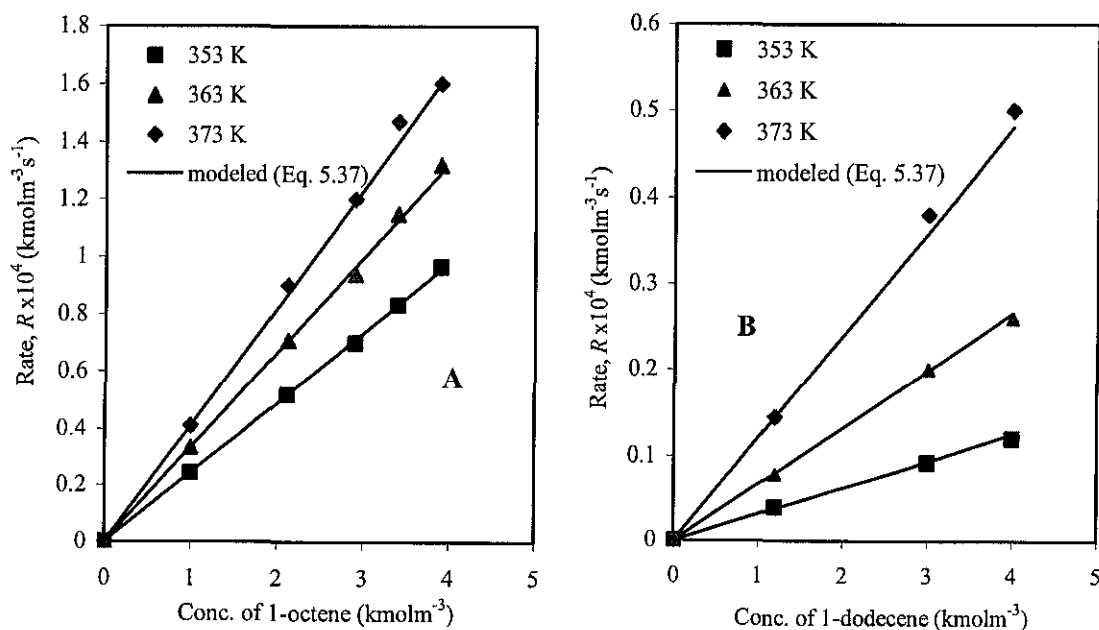 1.8
1.6
1.4
1.2
1
0.8
0.6
0.4
0.2
0
Rate, R x10⁴ (kmolm⁻³s⁻¹)
353 K
363 K
373 K
modeled (Eq. 5.37)
A
0 1 2 3 4 5
Conc. of 1-octene (kmolm⁻³)
0.6
0.5
0.4
0.3
0.2
0.1
0
Rate, R x10⁴ (kmolm⁻³s⁻¹)
353 K
363 K
373 K
modeled (Eq. 5.37)
B
0 1 2 3 4 5
Conc. of 1-dodecene (kmolm⁻³)